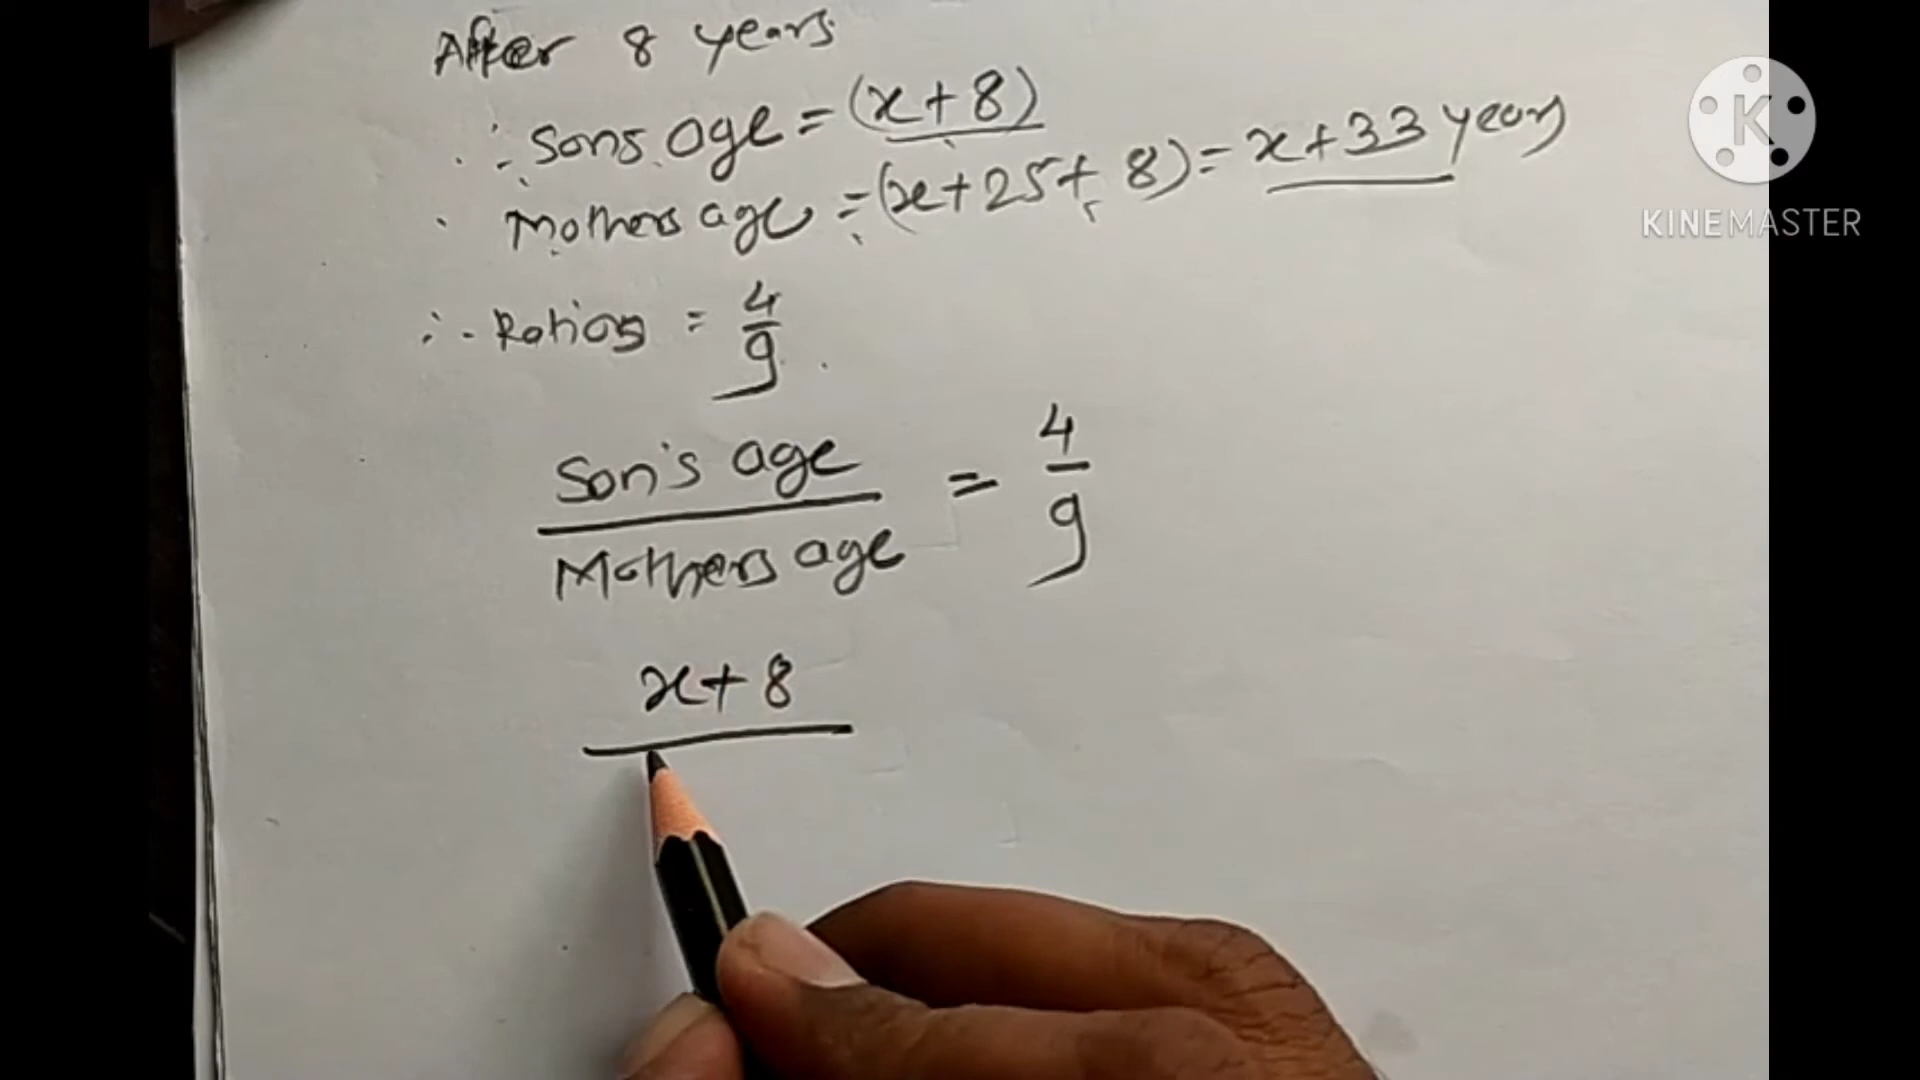 After 8 years
∴ Sons age = (x+8)
Mothers age = (x+25+8) = x+33 years
∴ Ratios = 4/9
Son's age / Mothers age = 4/9
x+8
K
KINEMASTER